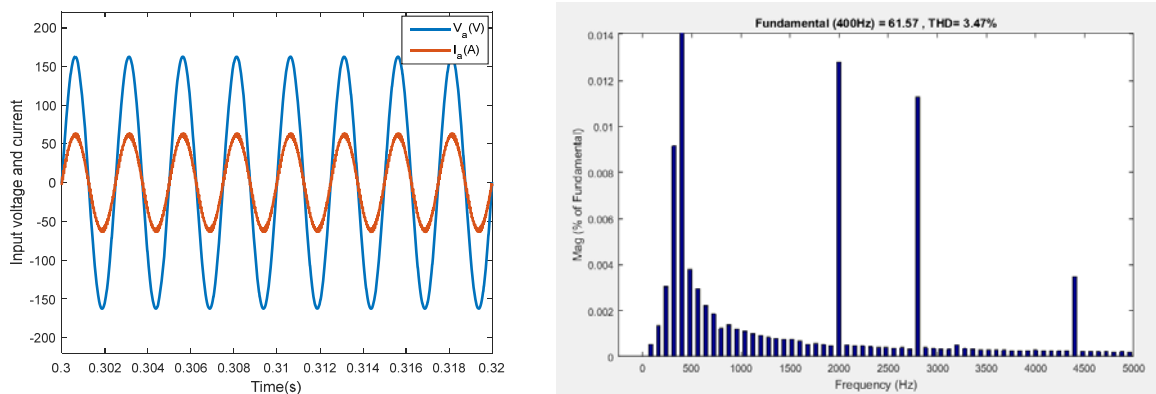 200
150
100
50
0
-50
-100
-150
-200
Input voltage and current
V_a(V)
I_a(A)
0.3 0.302 0.304 0.306 0.308 0.31 0.312 0.314 0.316 0.318 0.32
Time(s)
Fundamental (400Hz) = 61.57 , THD= 3.47%
0.014
0.012
0.01
0.008
0.006
0.004
0.002
0
Mag (% of Fundamental)
0 500 1000 1500 2000 2500 3000 3500 4000 4500 5000
Frequency (Hz)